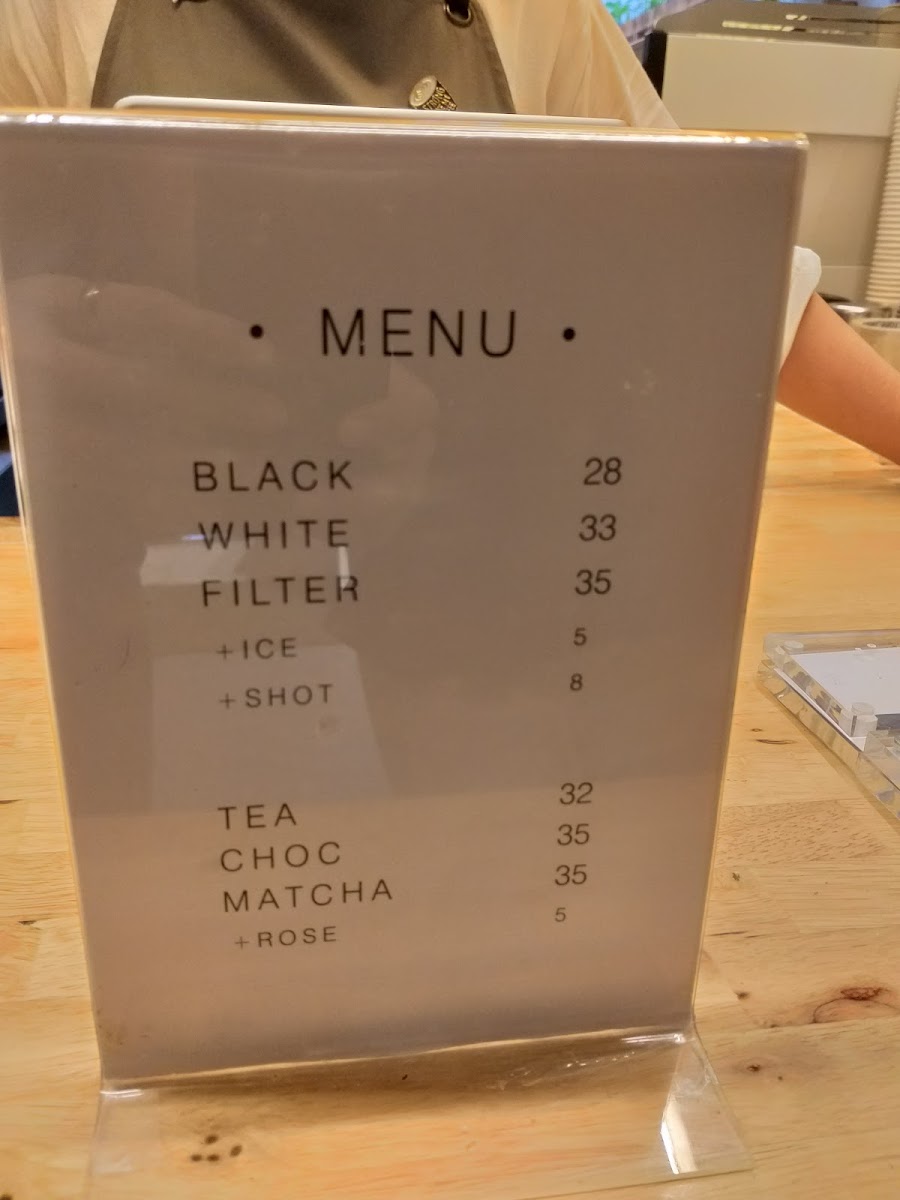 • MENU •
BLACK 28
WHITE 33
FILTER 35
+ICE 5
+SHOT 8
TEA 32
CHOC 35
MATCHA 35
+ROSE 5